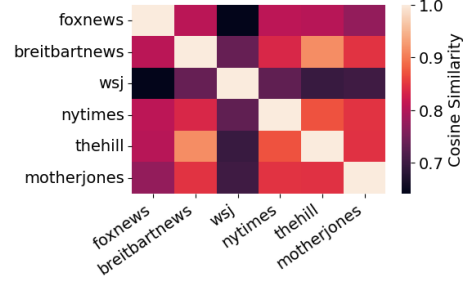 foxnews
breitbartnews
wsj
nytimes
thehill
motherjones
foxnews
breitbartnews
wsj
nytimes
thehill
motherjones
1.0
0.9
0.8
0.7
Cosine Similarity